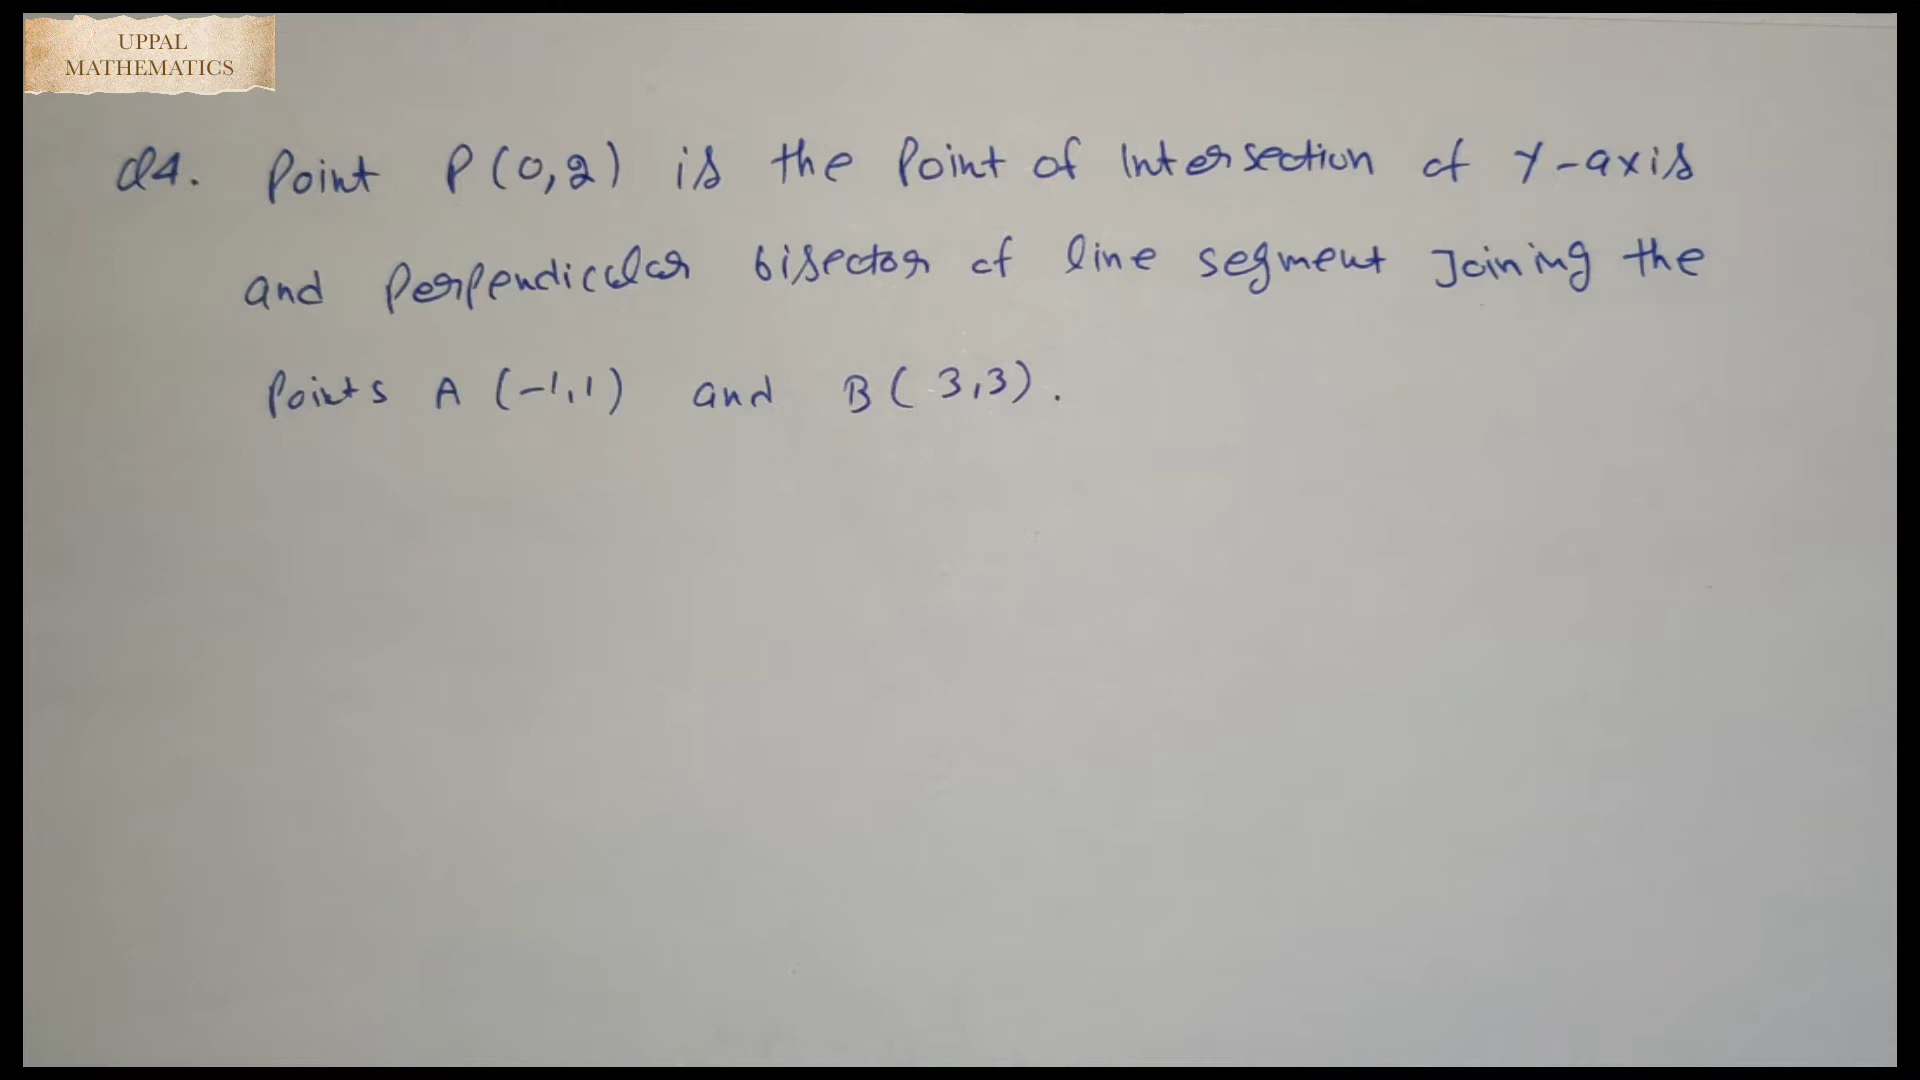 UPPAL
MATHEMATICS
Q4. Point P(0,2) is the Point of Intersection of Y-axis
and Perpendicular bisector of line segment Joining the
Points A (-1,1) and B( 3,3).